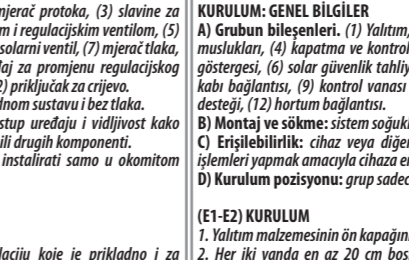 mjerač protoka, (3) slavine za
m i regulacijskim ventilom, (5)
solarni ventil, (7) mjerač tlaka,
đaj za promjenu regulacijskog
2) priključak za crijevo.
dnom sustavu i bez tlaka.
istup uređaju i vidljivost kako
ili drugih komponenti.
instalirati samo u okomitom
laciju koje je prikladno i za
KURULUM: GENEL BİLGİLER
A) Grubun bileşenleri. (1) Yalıtım,
muslukları, (4) kapatma ve kontrol
göstergesi, (6) solar güvenlik tahliy
kabı bağlantısı, (9) kontrol vanası
desteği, (12) hortum bağlantısı.
B) Montaj ve sökme: sistem soğuk
C) Erişilebilirlik: cihaz veya diğer
işlemleri yapmak amacıyla cihaza e
D) Kurulum pozisyonu: grup sadec
(E1-E2) KURULUM
1. Yalıtım malzemesinin ön kapağın
2. Her iki yanda en az 20 cm boş